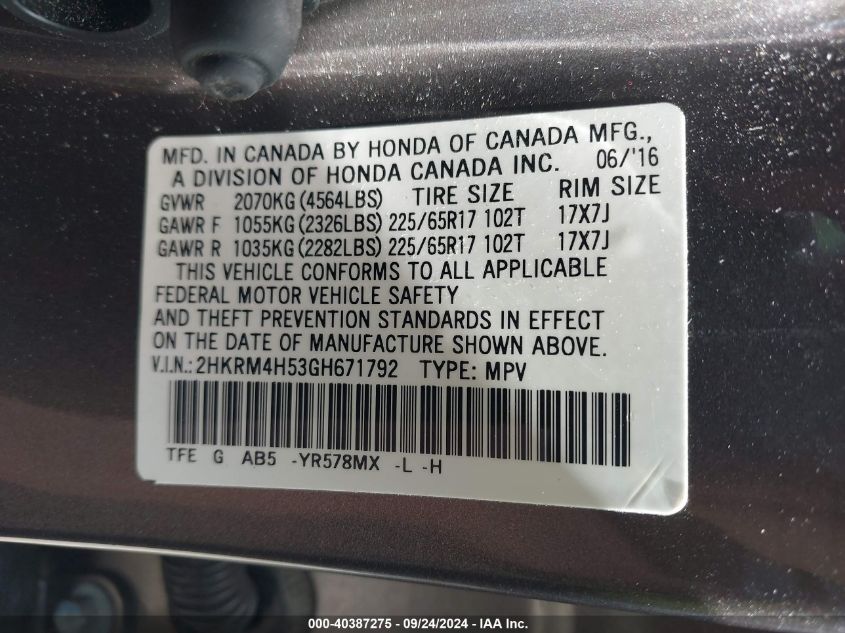 MFD. IN CANADA BY HONDA OF CANADA MFG.,
A DIVISION OF HONDA CANADA INC. 06/'16
GVWR 2070KG (4564LBS) TIRE SIZE RIM SIZE
GAWR F 1055KG (2326LBS) 225/65R17 102T 17X7J
GAWR R 1035KG (2282LBS) 225/65R17 102T 17X7J
THIS VEHICLE CONFORMS TO ALL APPLICABLE
FEDERAL MOTOR VEHICLE SAFETY
AND THEFT PREVENTION STANDARDS IN EFFECT
ON THE DATE OF MANUFACTURE SHOWN ABOVE.
V.I.N.: 2HKRM4H53GH671792 TYPE: MPV
TFE G AB5 -YR578MX -L -H
000-40387275 - 09/24/2024 - IAA Inc.